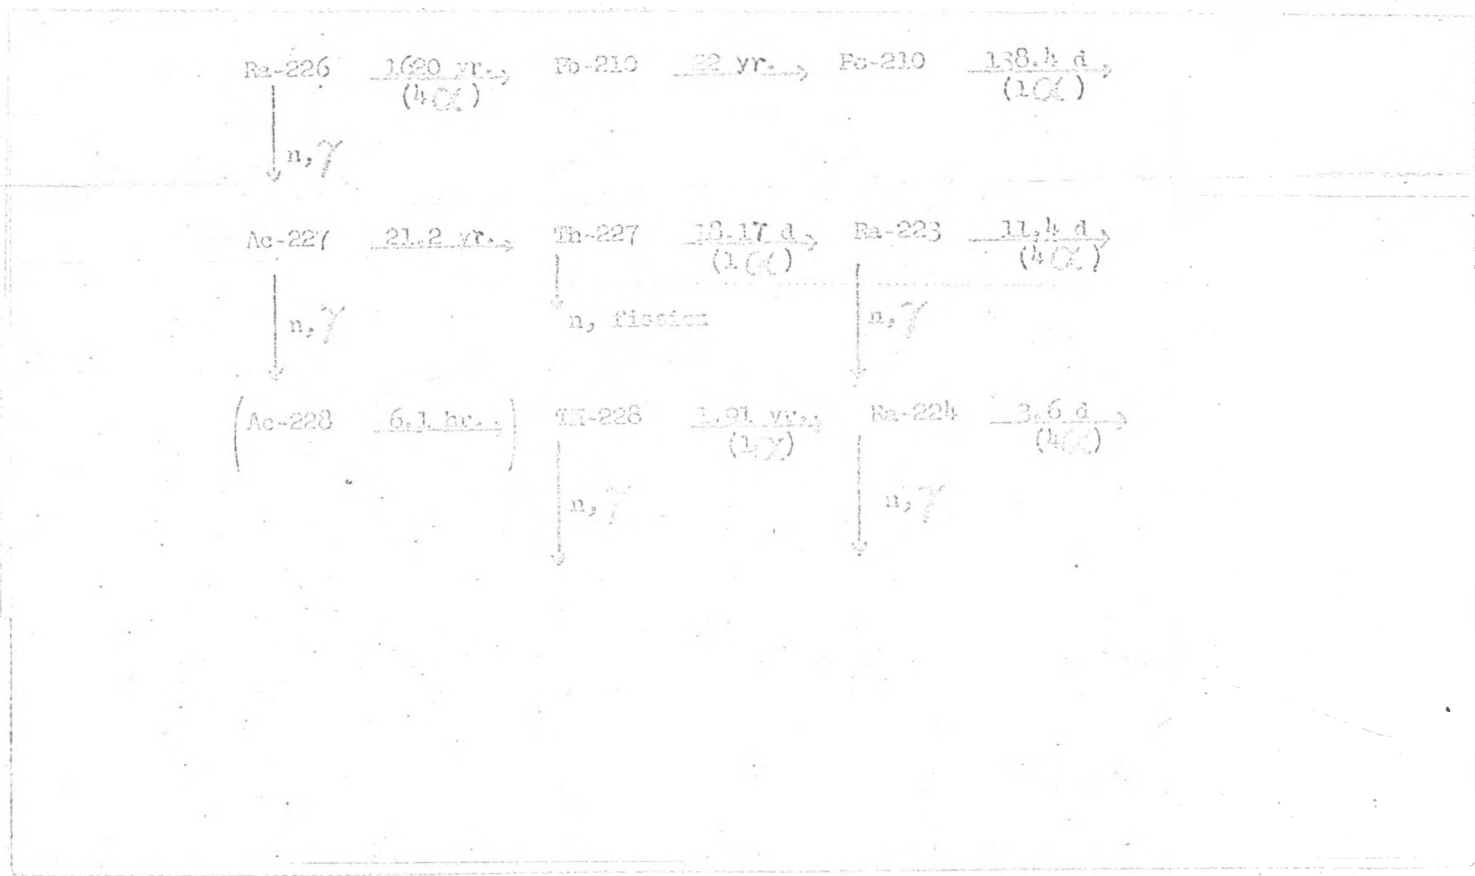 Ra-226 1620 yr. Po-210 22 yr. Po-210 138.4 d
(4α) (1α)
n,γ
Ac-227 21.2 yr. Th-227 18.17 d Ra-223 11.4 d
(1α) (4α)
n,γ n, fission n,γ
(Ac-228 6.1 hr.) TH-228 1.91 yr. Ra-224 3.6 d
(1α) (4α)
n,γ n,γ